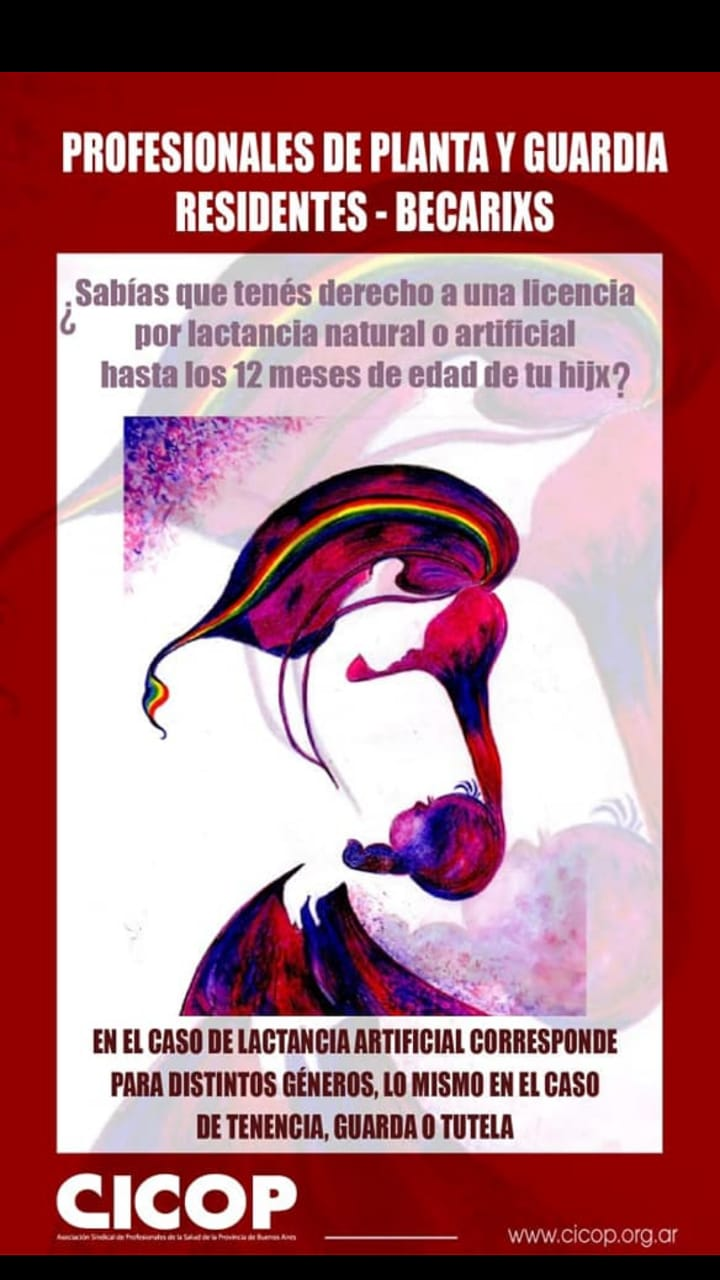 PROFESIONALES DE PLANTA Y GUARDIA
RESIDENTES - BECARIXS
¿Sabías que tenés derecho a una licencia
por lactancia natural o artificial
hasta los 12 meses de edad de tu hijx?
EN EL CASO DE LACTANCIA ARTIFICIAL CORRESPONDE
PARA DISTINTOS GÉNEROS, LO MISMO EN EL CASO
DE TENENCIA, GUARDA O TUTELA
CICOP
Asociación Sindical de Profesionales de la Salud de la Provincia de Buenos Aires
www.cicop.org.ar